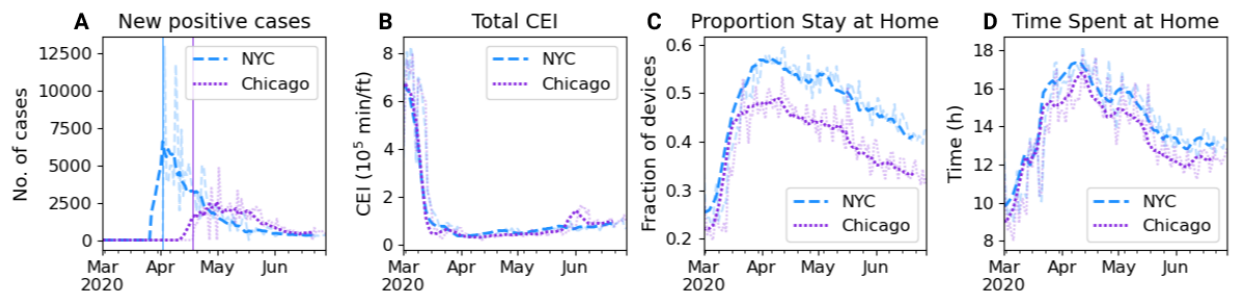 A New positive cases
No. of cases
12500
10000
7500
5000
2500
0
NYC
Chicago
Mar Apr May Jun
2020
B Total CEI
CEI (10⁵ min/ft)
8
6
4
2
0
NYC
Chicago
Mar Apr May Jun
2020
C Proportion Stay at Home
Fraction of devices
0.6
0.5
0.4
0.3
0.2
NYC
Chicago
Mar Apr May Jun
2020
D Time Spent at Home
Time (h)
18
16
14
12
10
8
NYC
Chicago
Mar Apr May Jun
2020